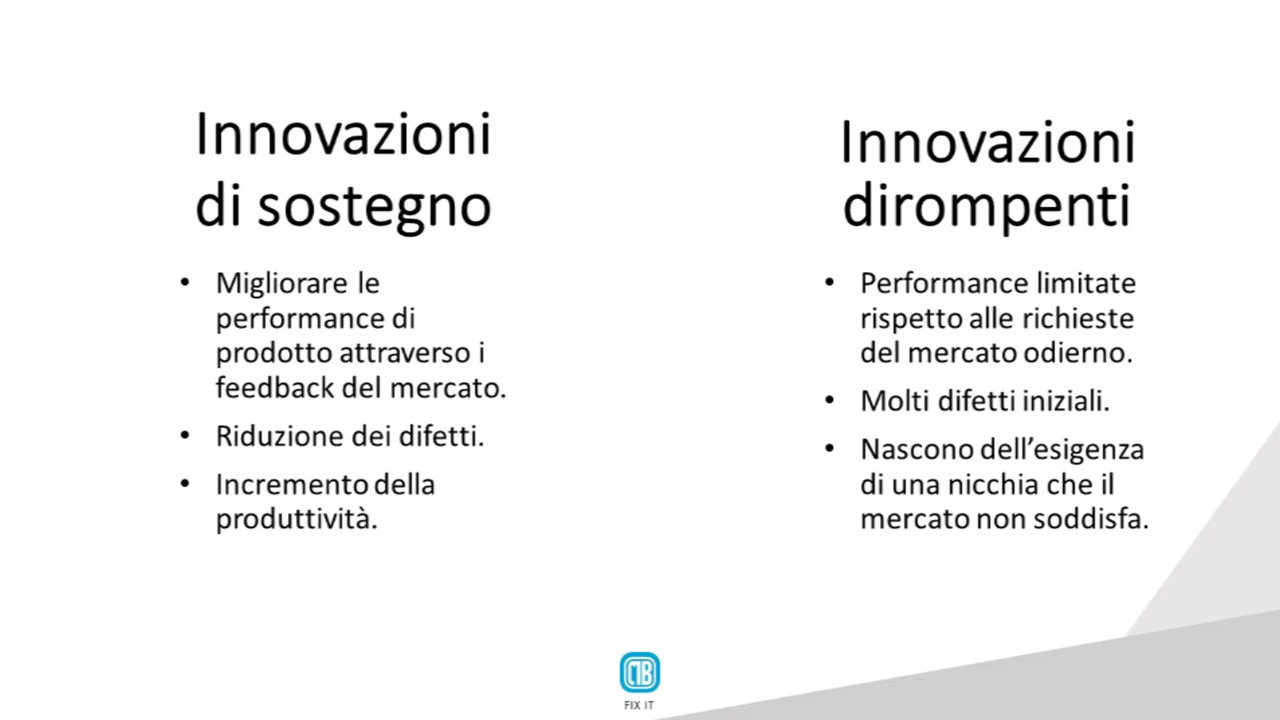 Innovazioni
di sostegno
• Migliorare le
performance di
prodotto attraverso i
feedback del mercato.
• Riduzione dei difetti.
• Incremento della
produttività.
Innovazioni
dirompenti
• Performance limitate
rispetto alle richieste
del mercato odierno.
• Molti difetti iniziali.
• Nascono dell’esigenza
di una nicchia che il
mercato non soddisfa.
MB
FIX IT